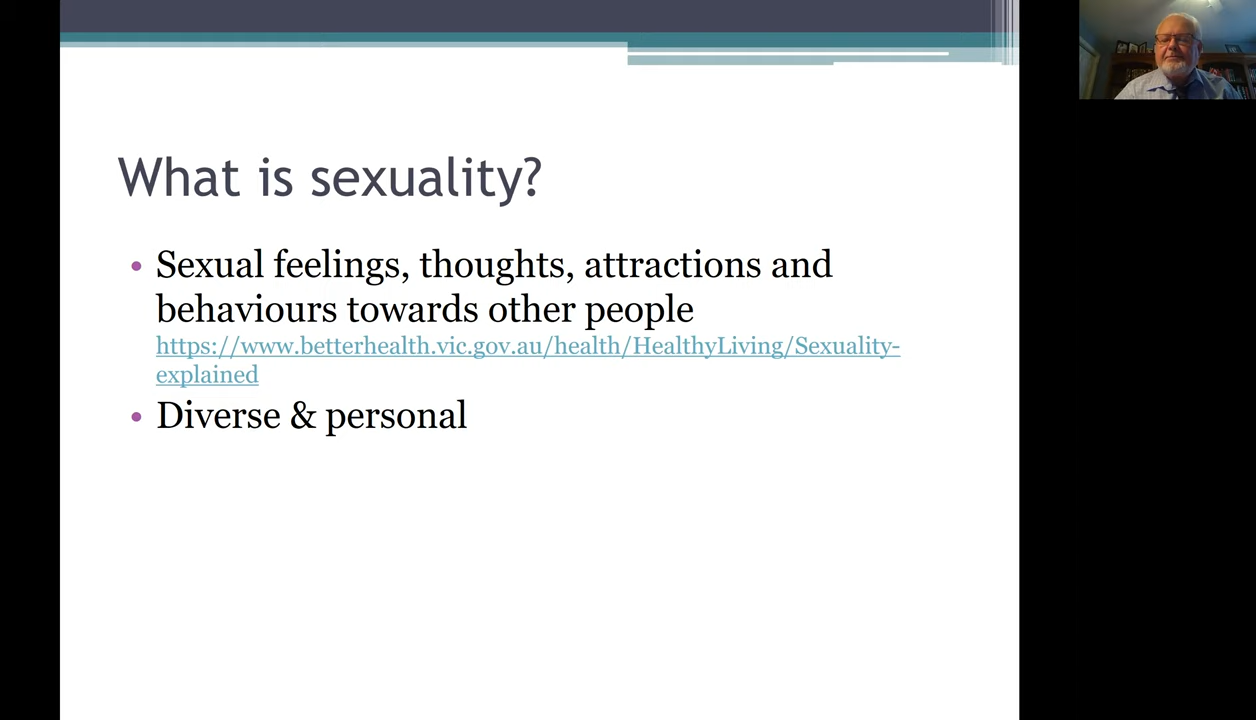 What is sexuality?
• Sexual feelings, thoughts, attractions and
behaviours towards other people
https://www.betterhealth.vic.gov.au/health/HealthyLiving/Sexuality-
explained
• Diverse & personal